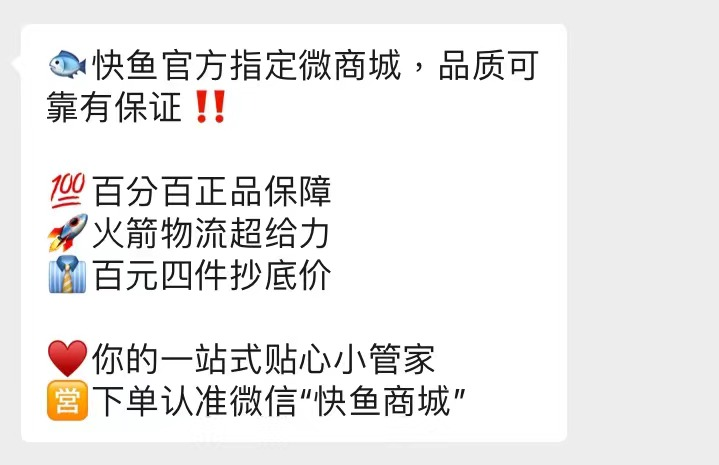 🐟快鱼官方指定微商城，品质可
靠有保证‼️
💯百分百正品保障
🚀火箭物流超给力
👔百元四件抄底价
♥️你的一站式贴心小管家
🈺下单认准微信“快鱼商城”